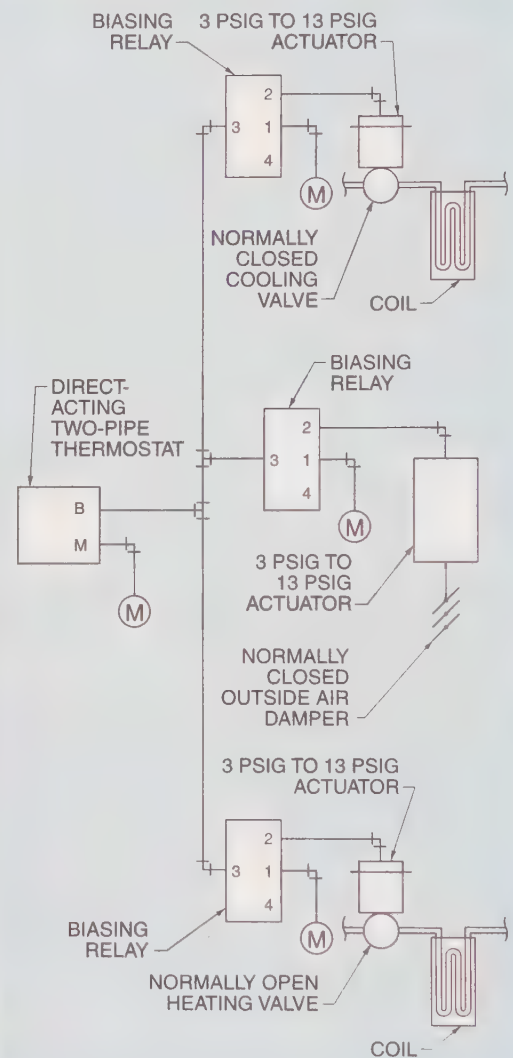 BIASING
RELAY
3 PSIG TO 13 PSIG
ACTUATOR
2
3
1
4
M
NORMALLY
CLOSED
COOLING
VALVE
COIL
BIASING
RELAY
DIRECT-
ACTING
TWO-PIPE
THERMOSTAT
2
3
1
4
M
B
M
M
3 PSIG TO
13 PSIG
ACTUATOR
NORMALLY
CLOSED
OUTSIDE AIR
DAMPER
3 PSIG TO 13 PSIG
ACTUATOR
2
3
1
4
M
BIASING
RELAY
NORMALLY OPEN
HEATING VALVE
COIL